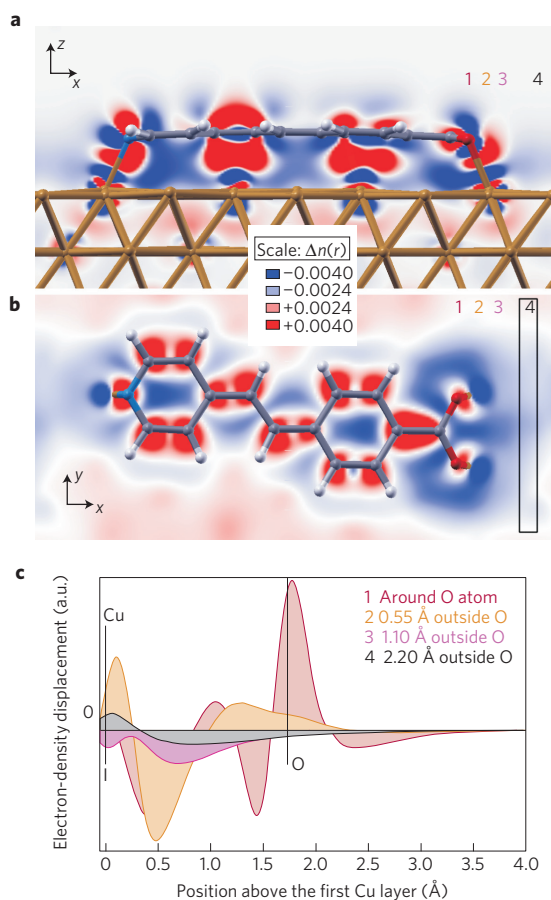 a
z
x
1 2 3 4
Scale: Δn(r)
−0.0040
−0.0024
+0.0024
+0.0040
b
1 2 3 4
y
x
c
Cu
1 Around O atom
2 0.55 Å outside O
3 1.10 Å outside O
4 2.20 Å outside O
0
I
O
Electron-density displacement (a.u.)
0 0.5 1.0 1.5 2.0 2.5 3.0 4.0
Position above the first Cu layer (Å)